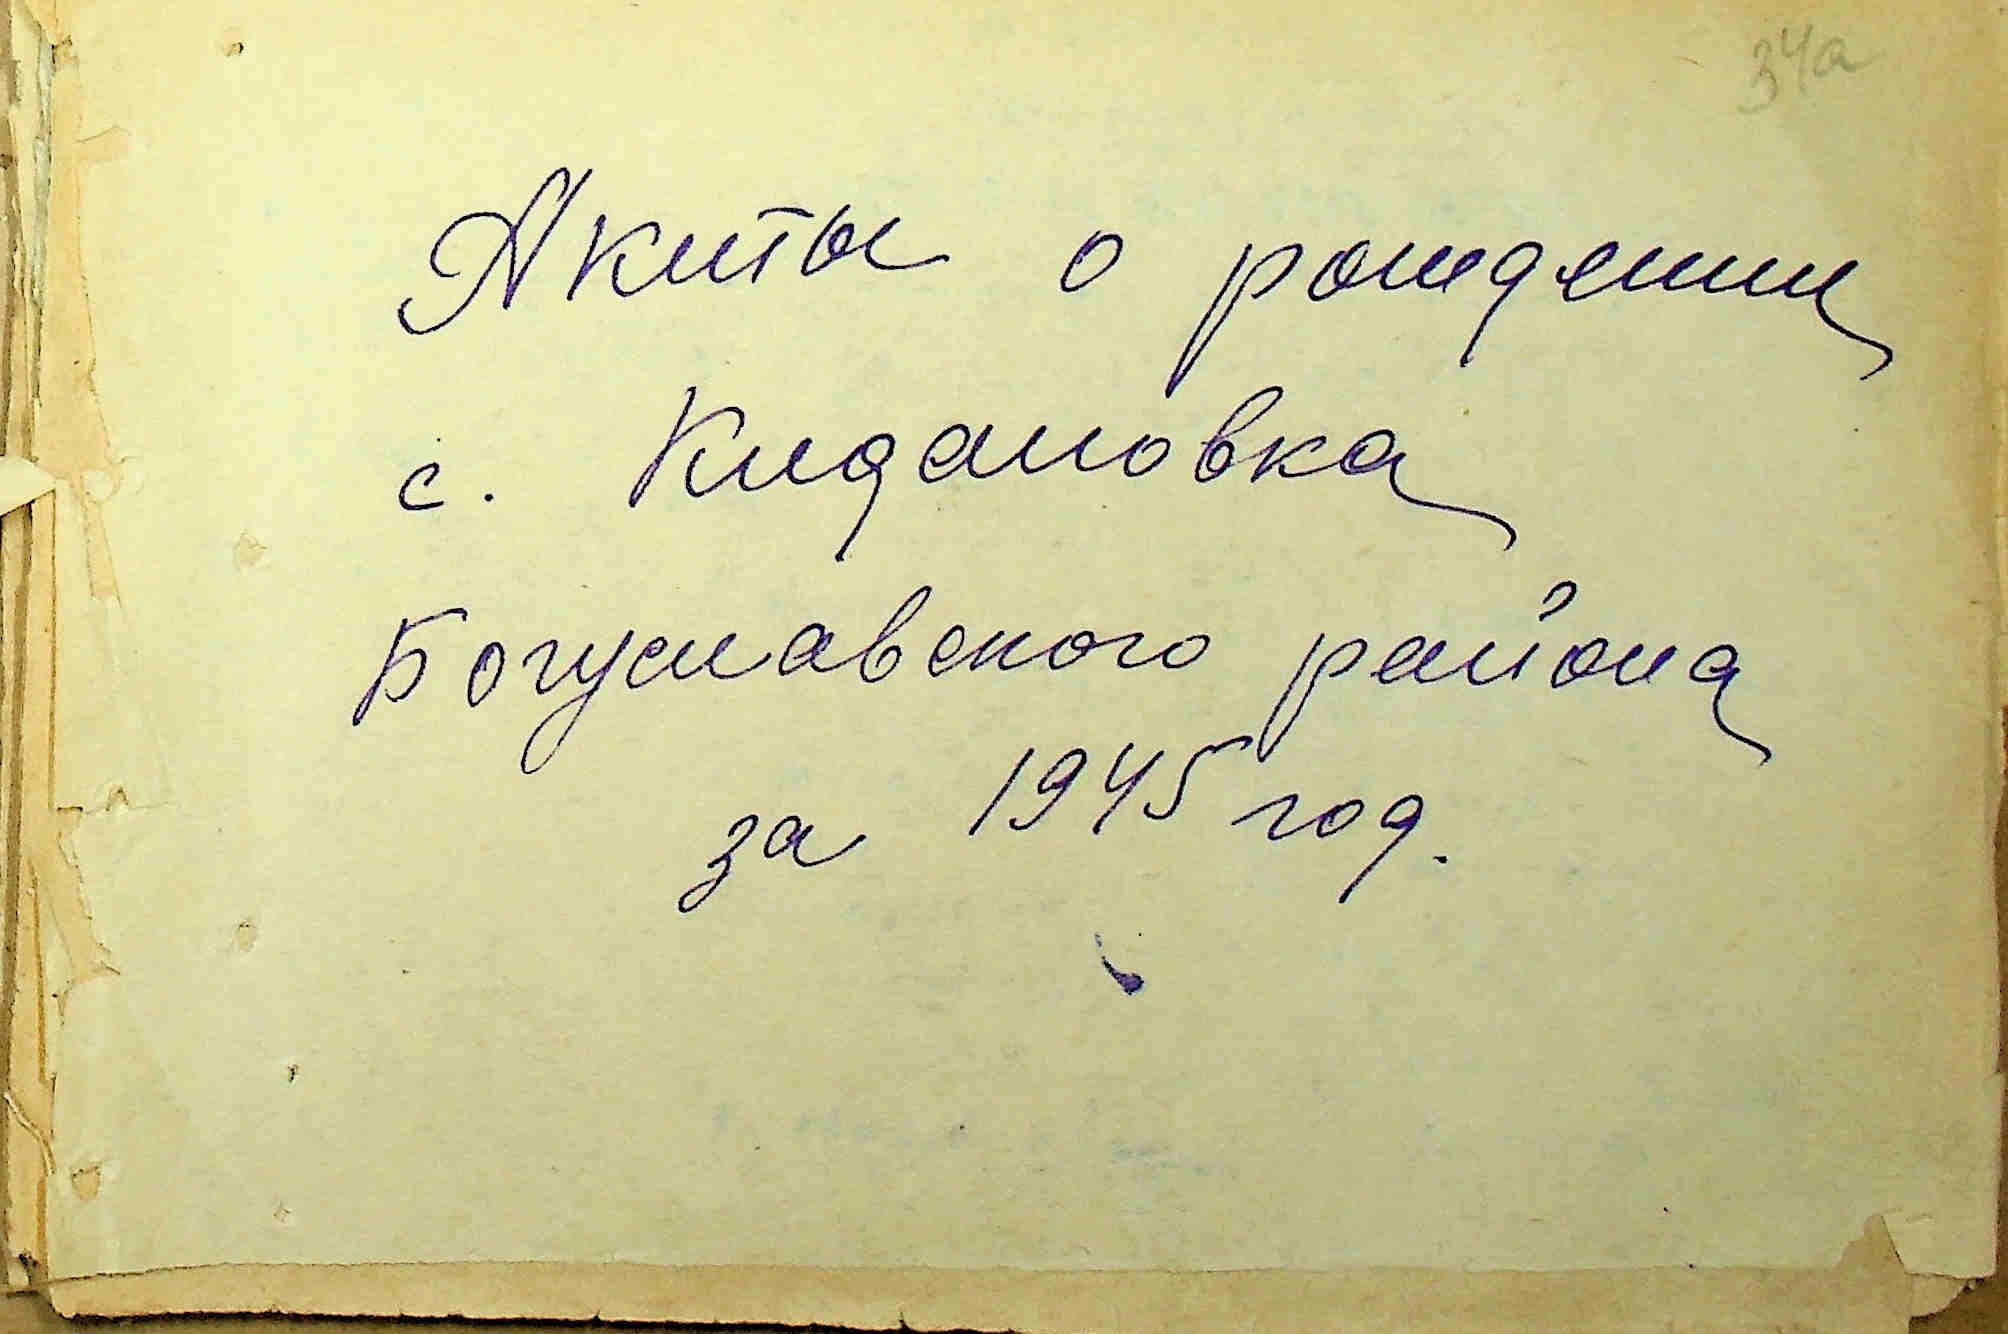 34а
Акты о рождении
с. Кидановка
Богуславского района
за 1945 год.